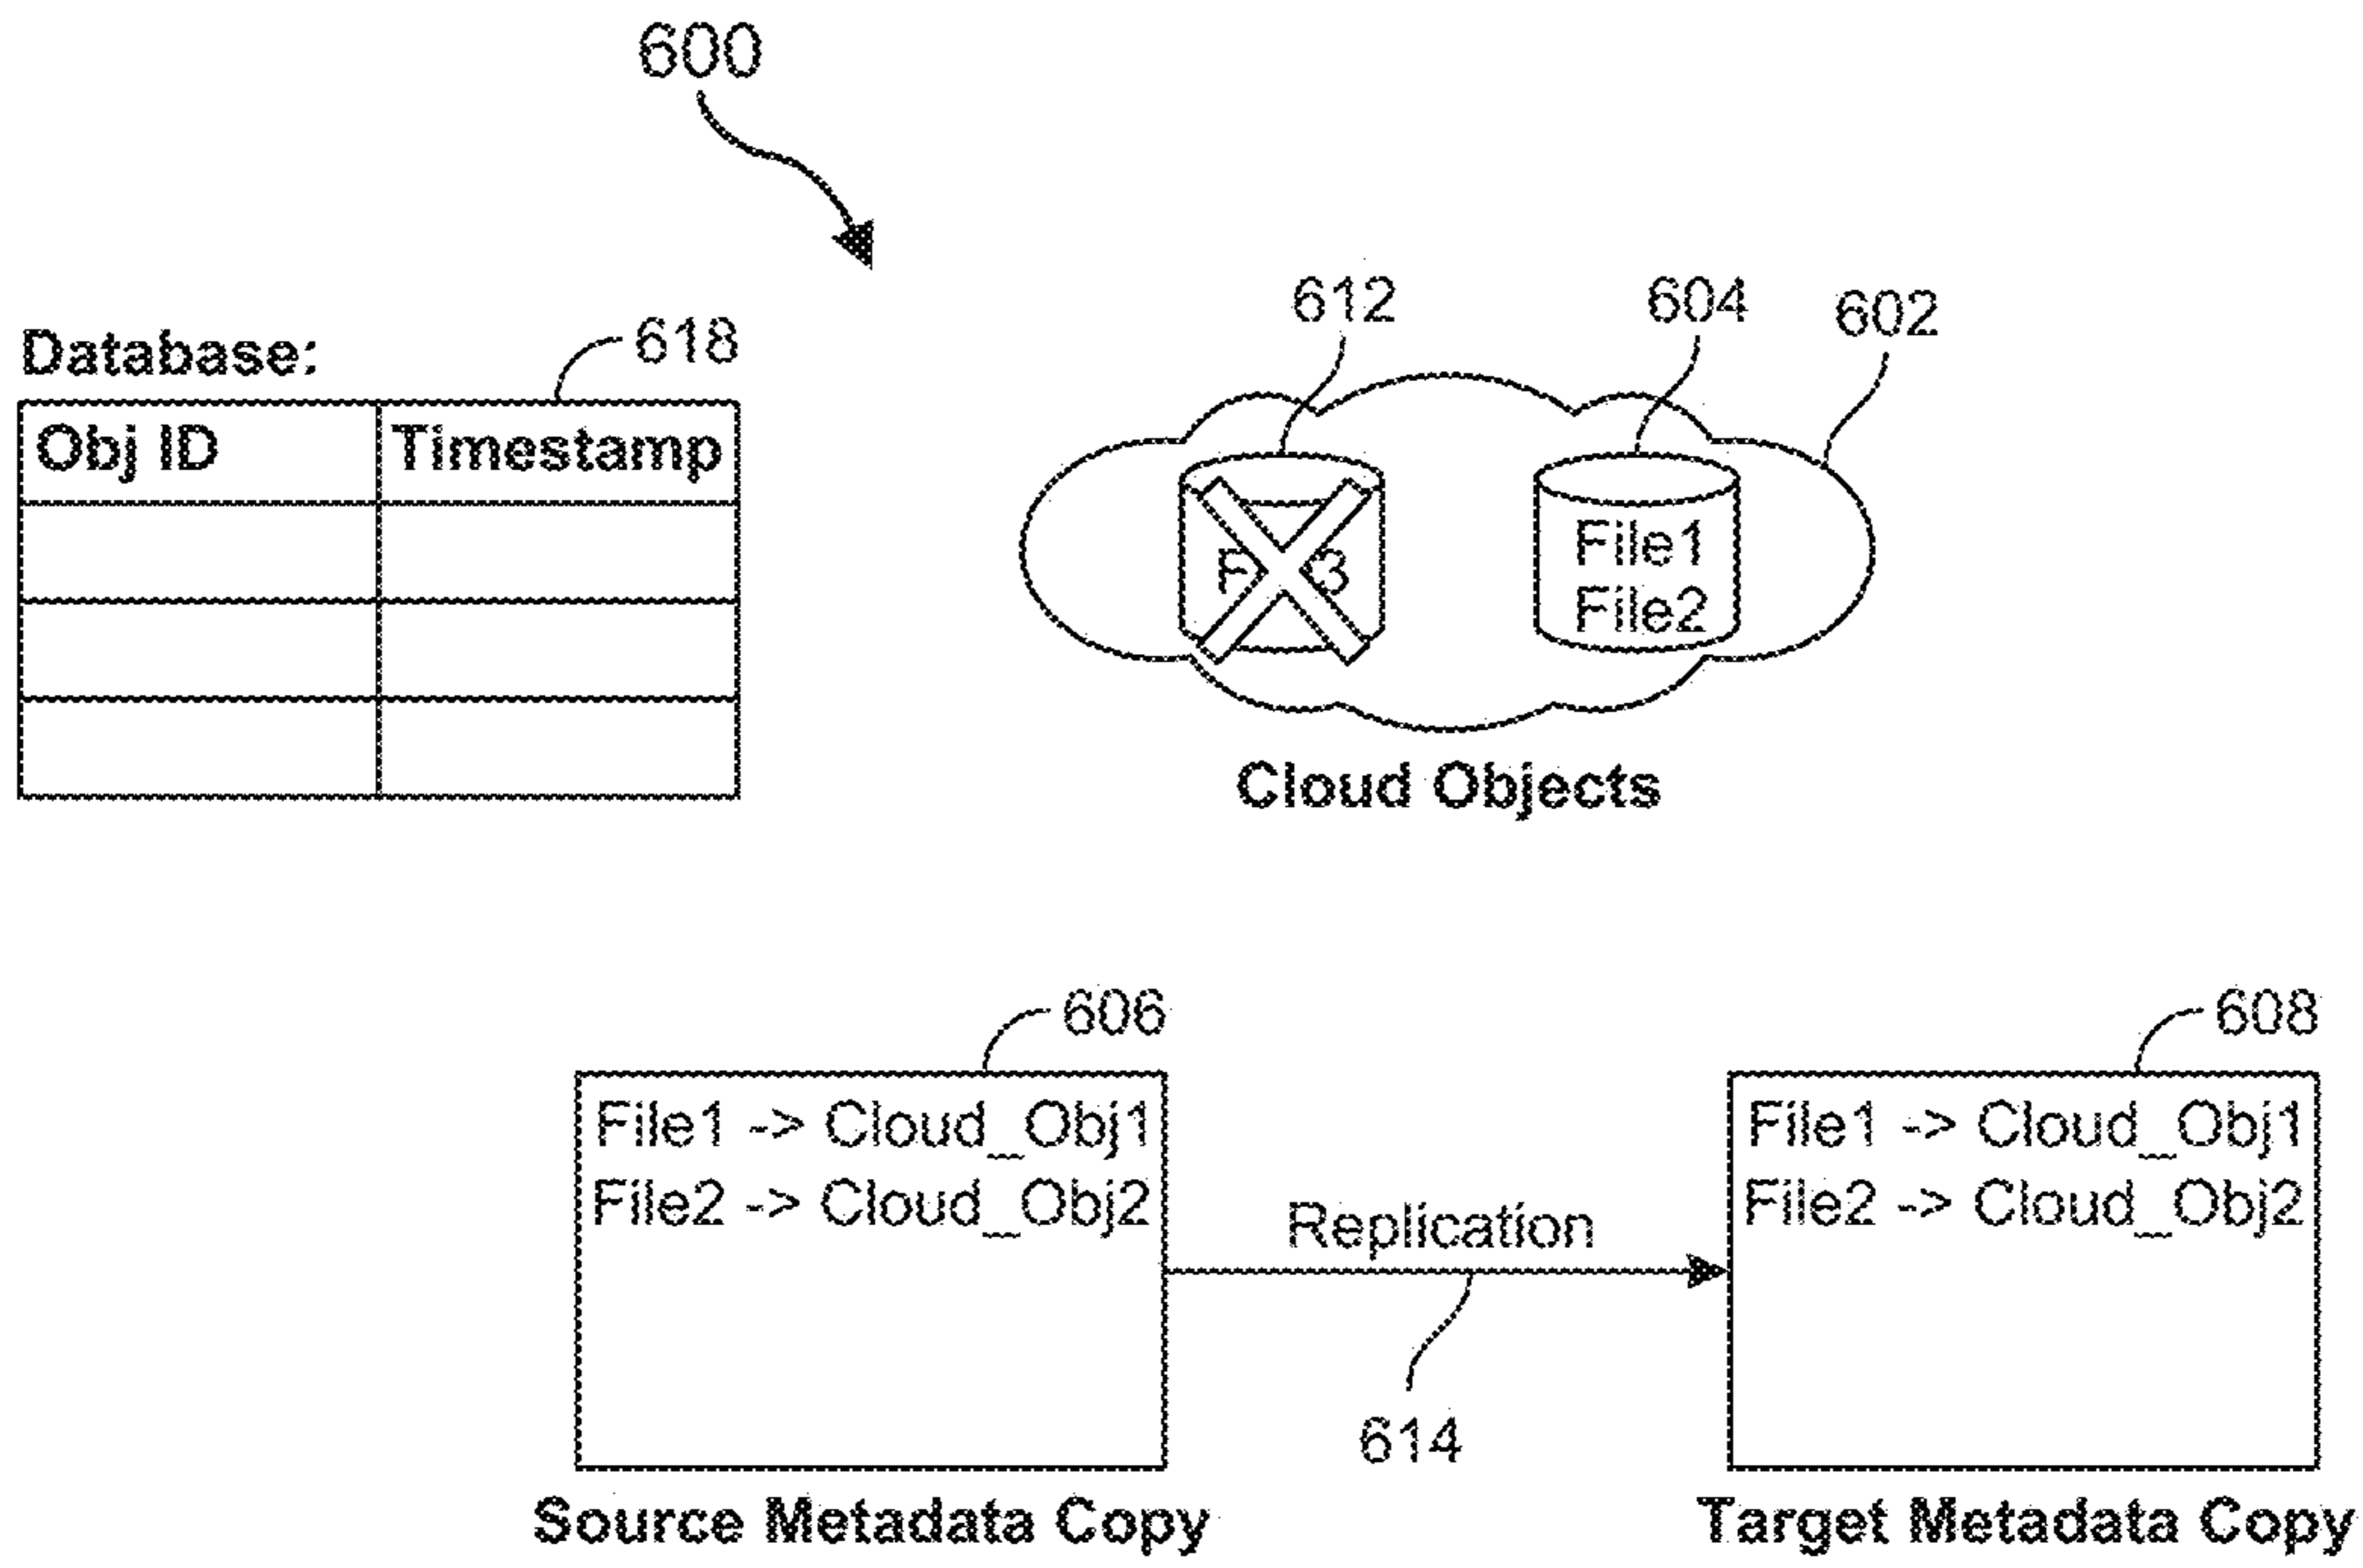 600
Database:
618
Obj ID
Timestamp
612
604
602
F 3
File1
File2
Cloud Objects
606
File1 -> Cloud_Obj1
File2 -> Cloud_Obj2
Source Metadata Copy
Replication
614
608
File1 -> Cloud_Obj1
File2 -> Cloud_Obj2
Target Metadata Copy